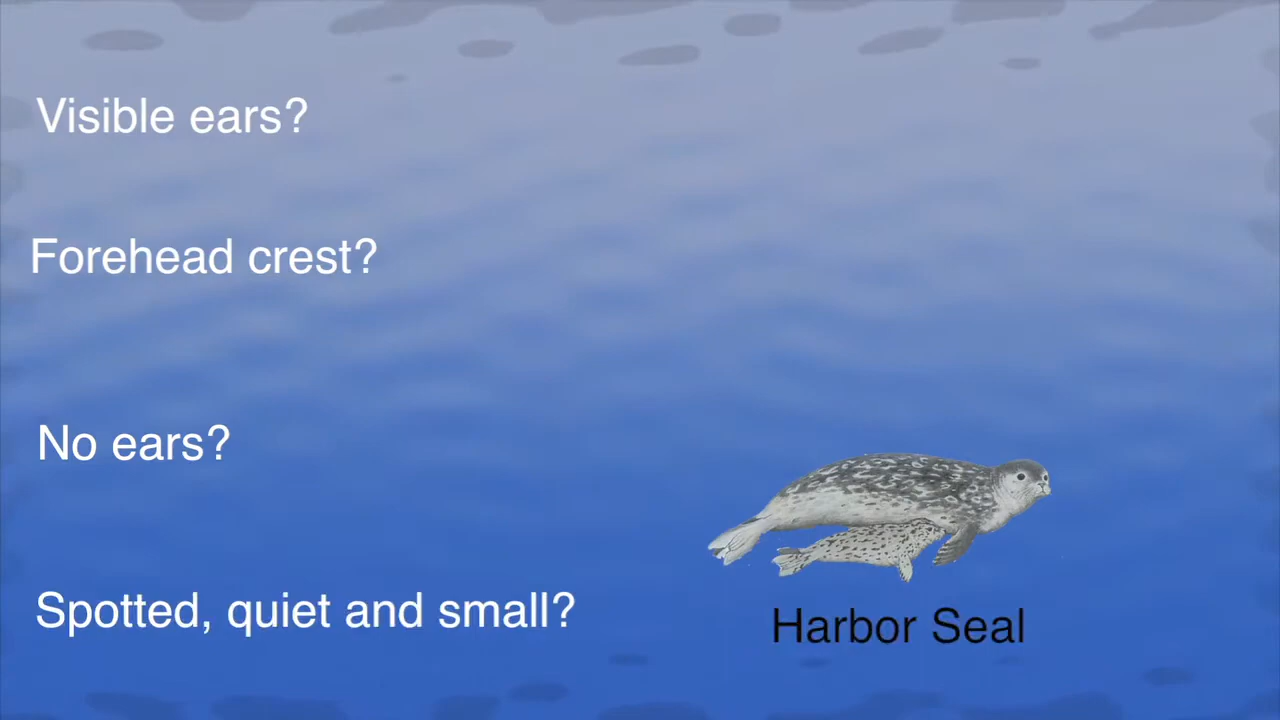 Visible ears?
Forehead crest?
No ears?
Spotted, quiet and small?
Harbor Seal